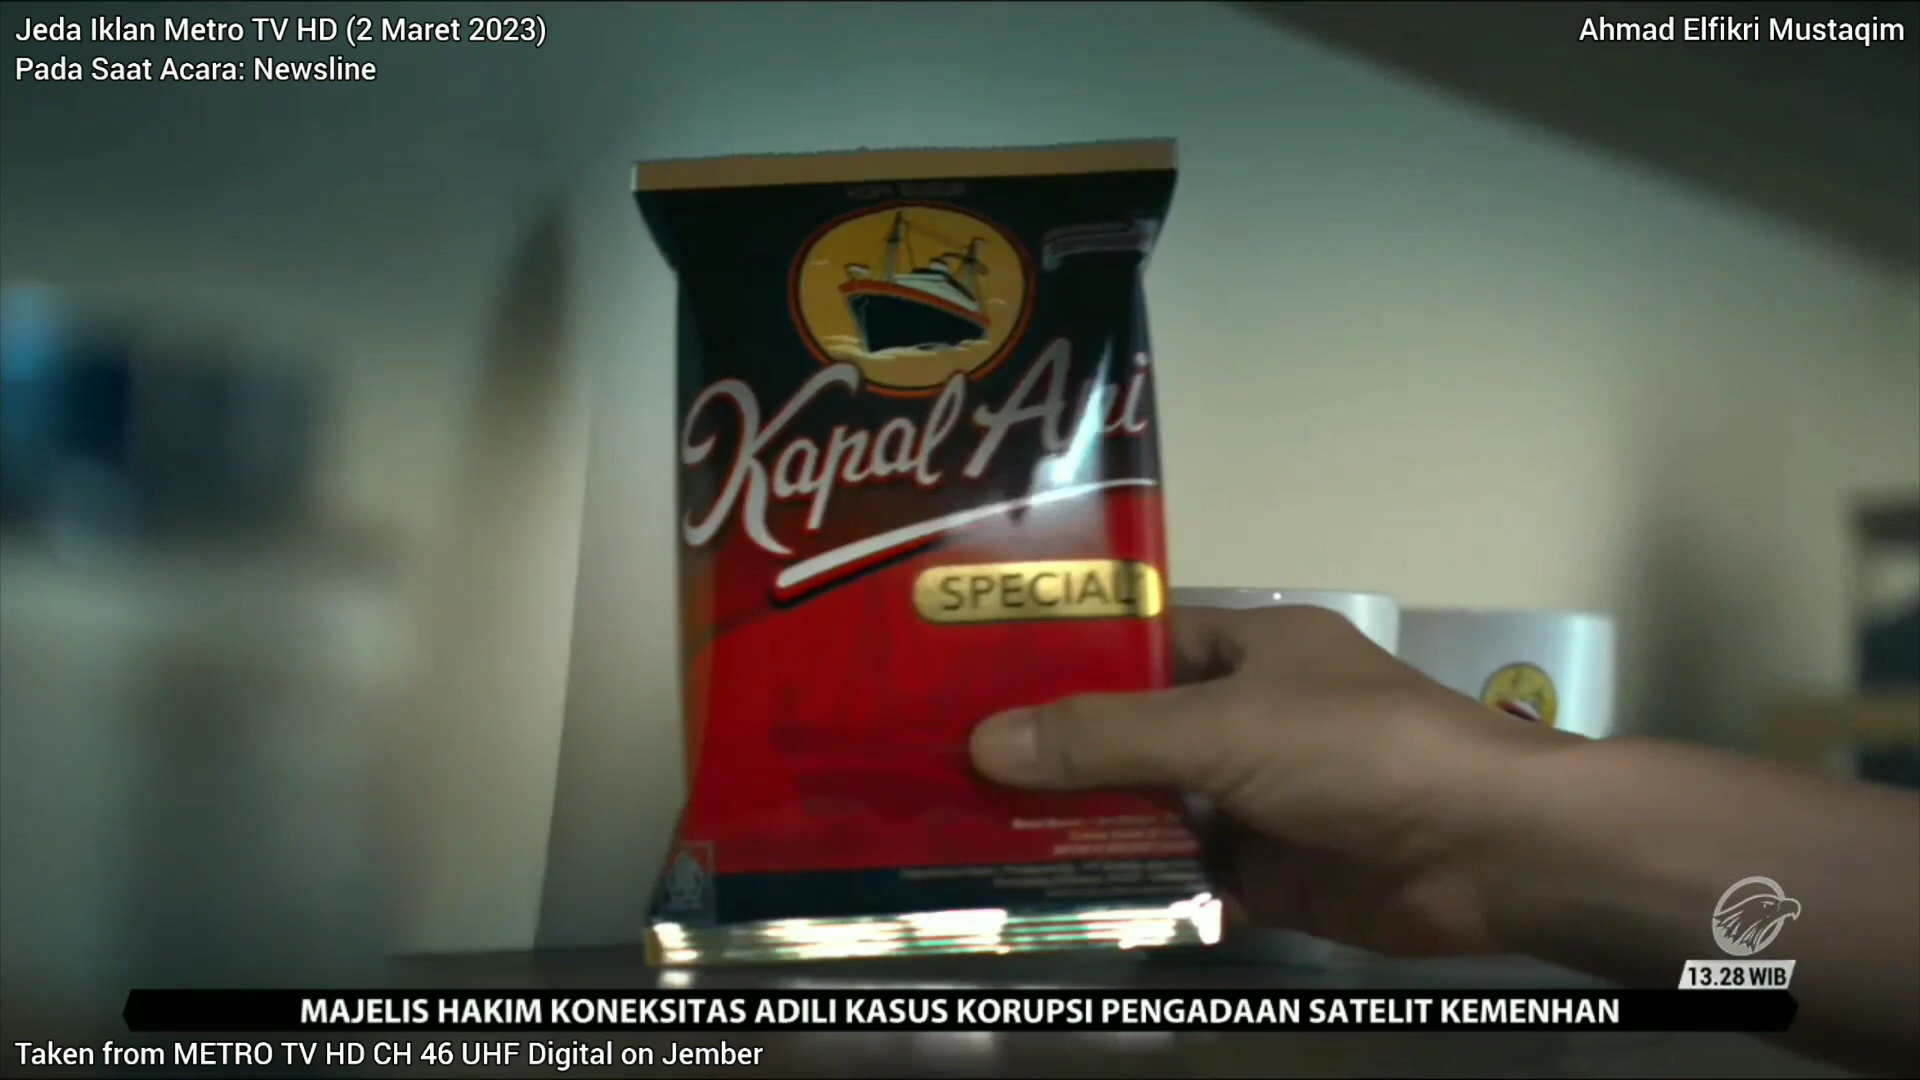 Jeda Iklan Metro TV HD (2 Maret 2023)
Pada Saat Acara: Newsline
Ahmad Elfikri Mustaqim
Kapal Api
SPECIAL
13.28 WIB
MAJELIS HAKIM KONEKSITAS ADILI KASUS KORUPSI PENGADAAN SATELIT KEMENHAN
Taken from METRO TV HD CH 46 UHF Digital on Jember